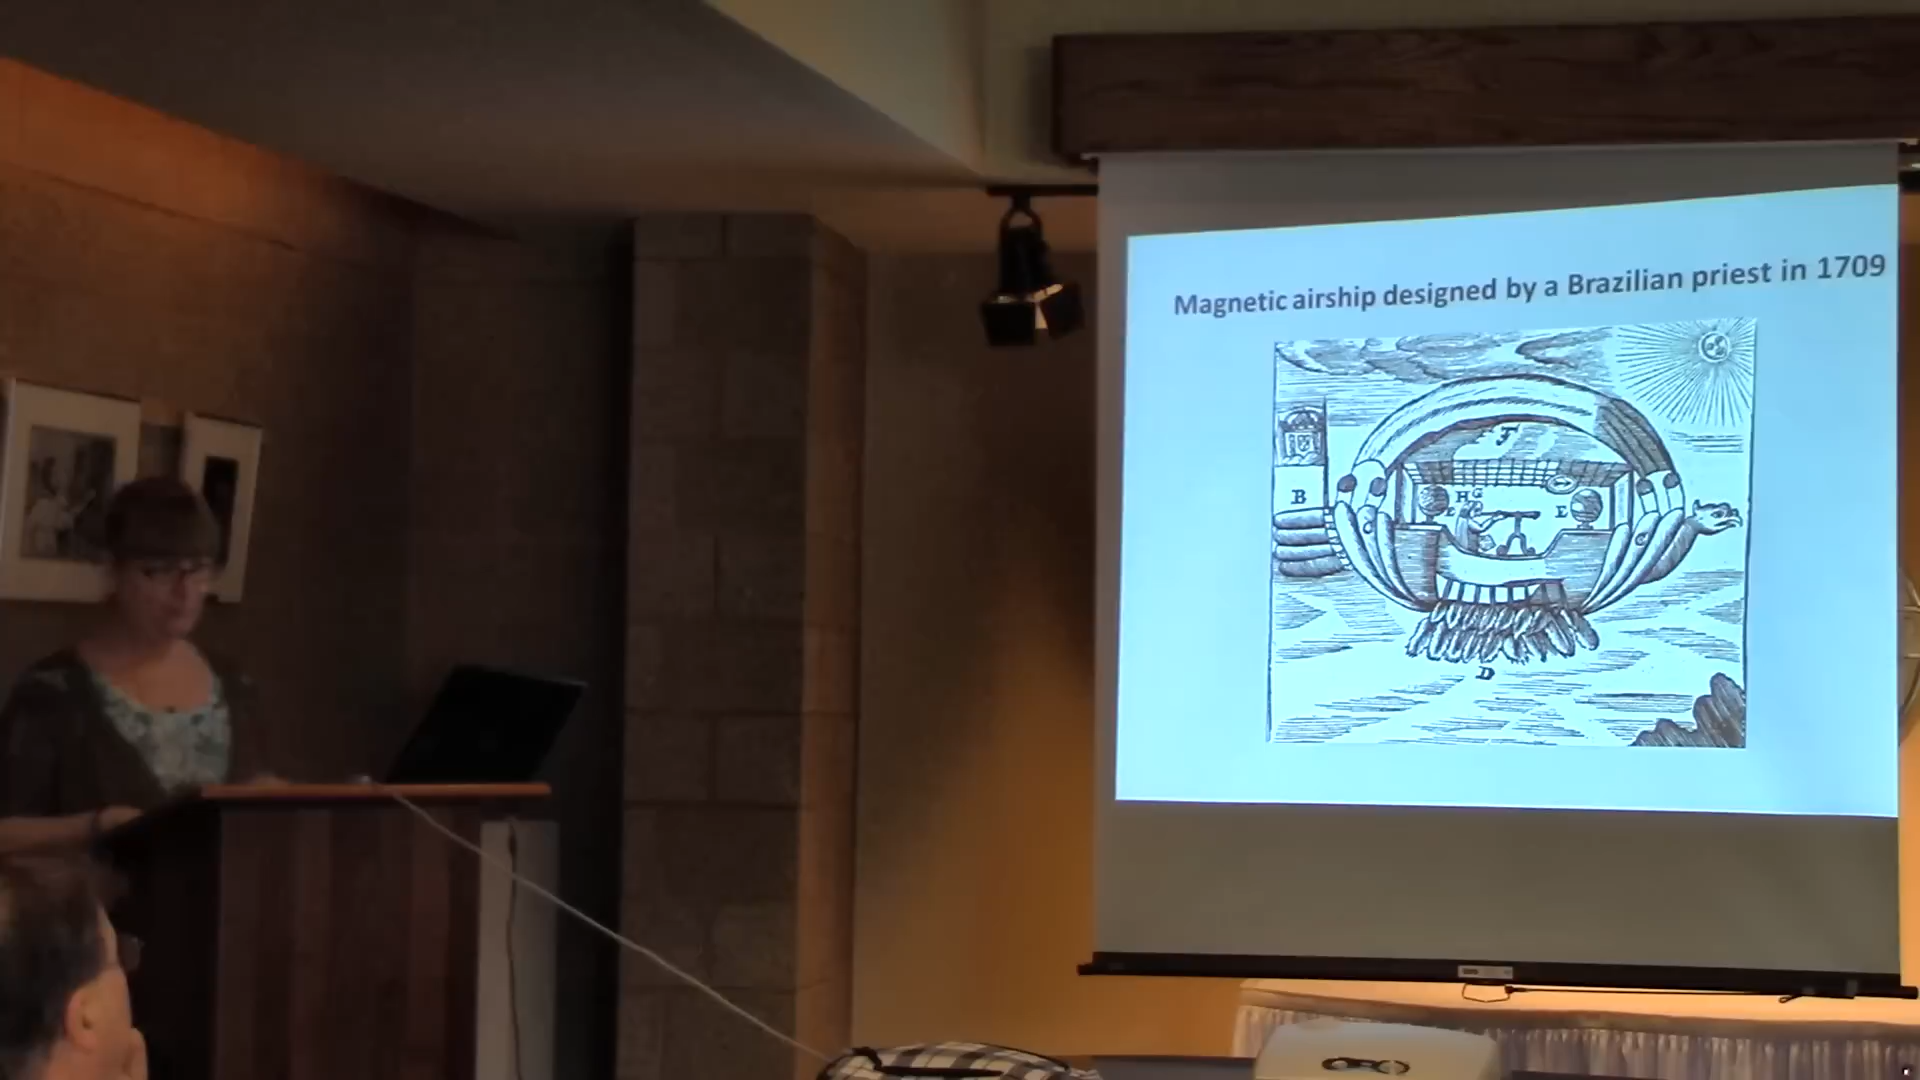 Magnetic airship designed by a Brazilian priest in 1709
F
B
H G
E
E
D